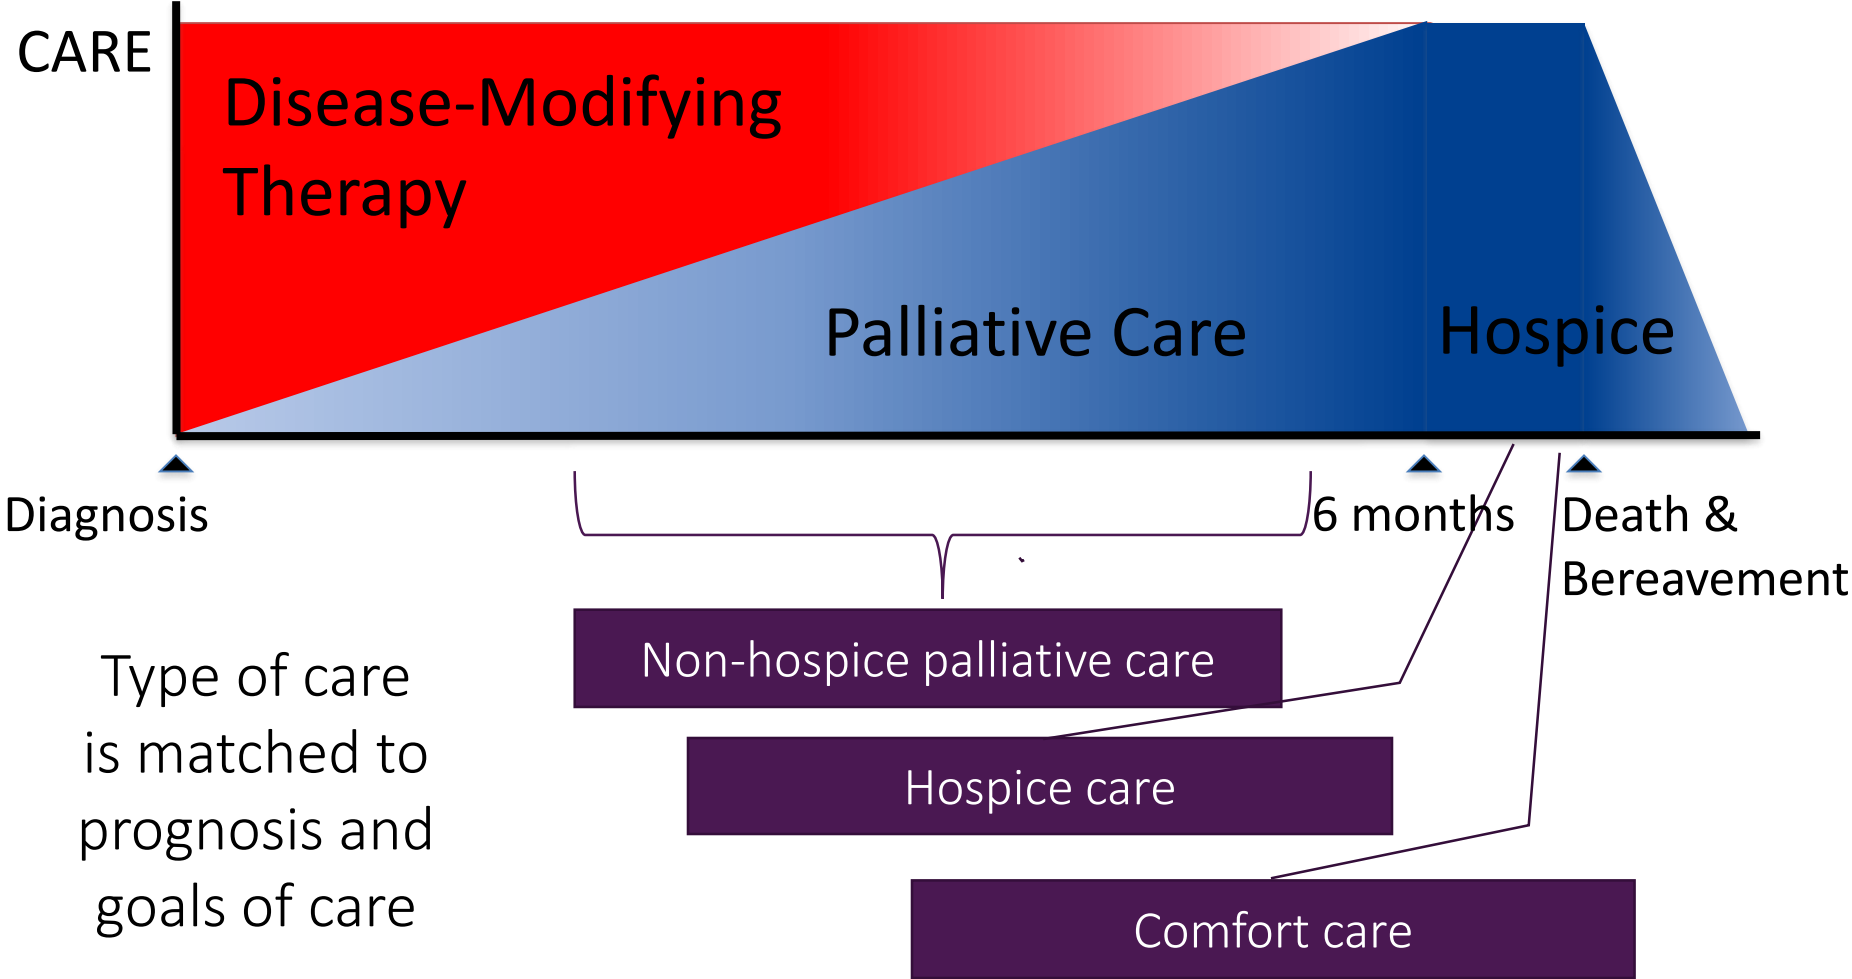 CARE
Disease-Modifying
Therapy
Palliative Care
Hospice
Diagnosis
6 months
Death &
Bereavement
Non-hospice palliative care
Hospice care
Comfort care
Type of care
is matched to
prognosis and
goals of care